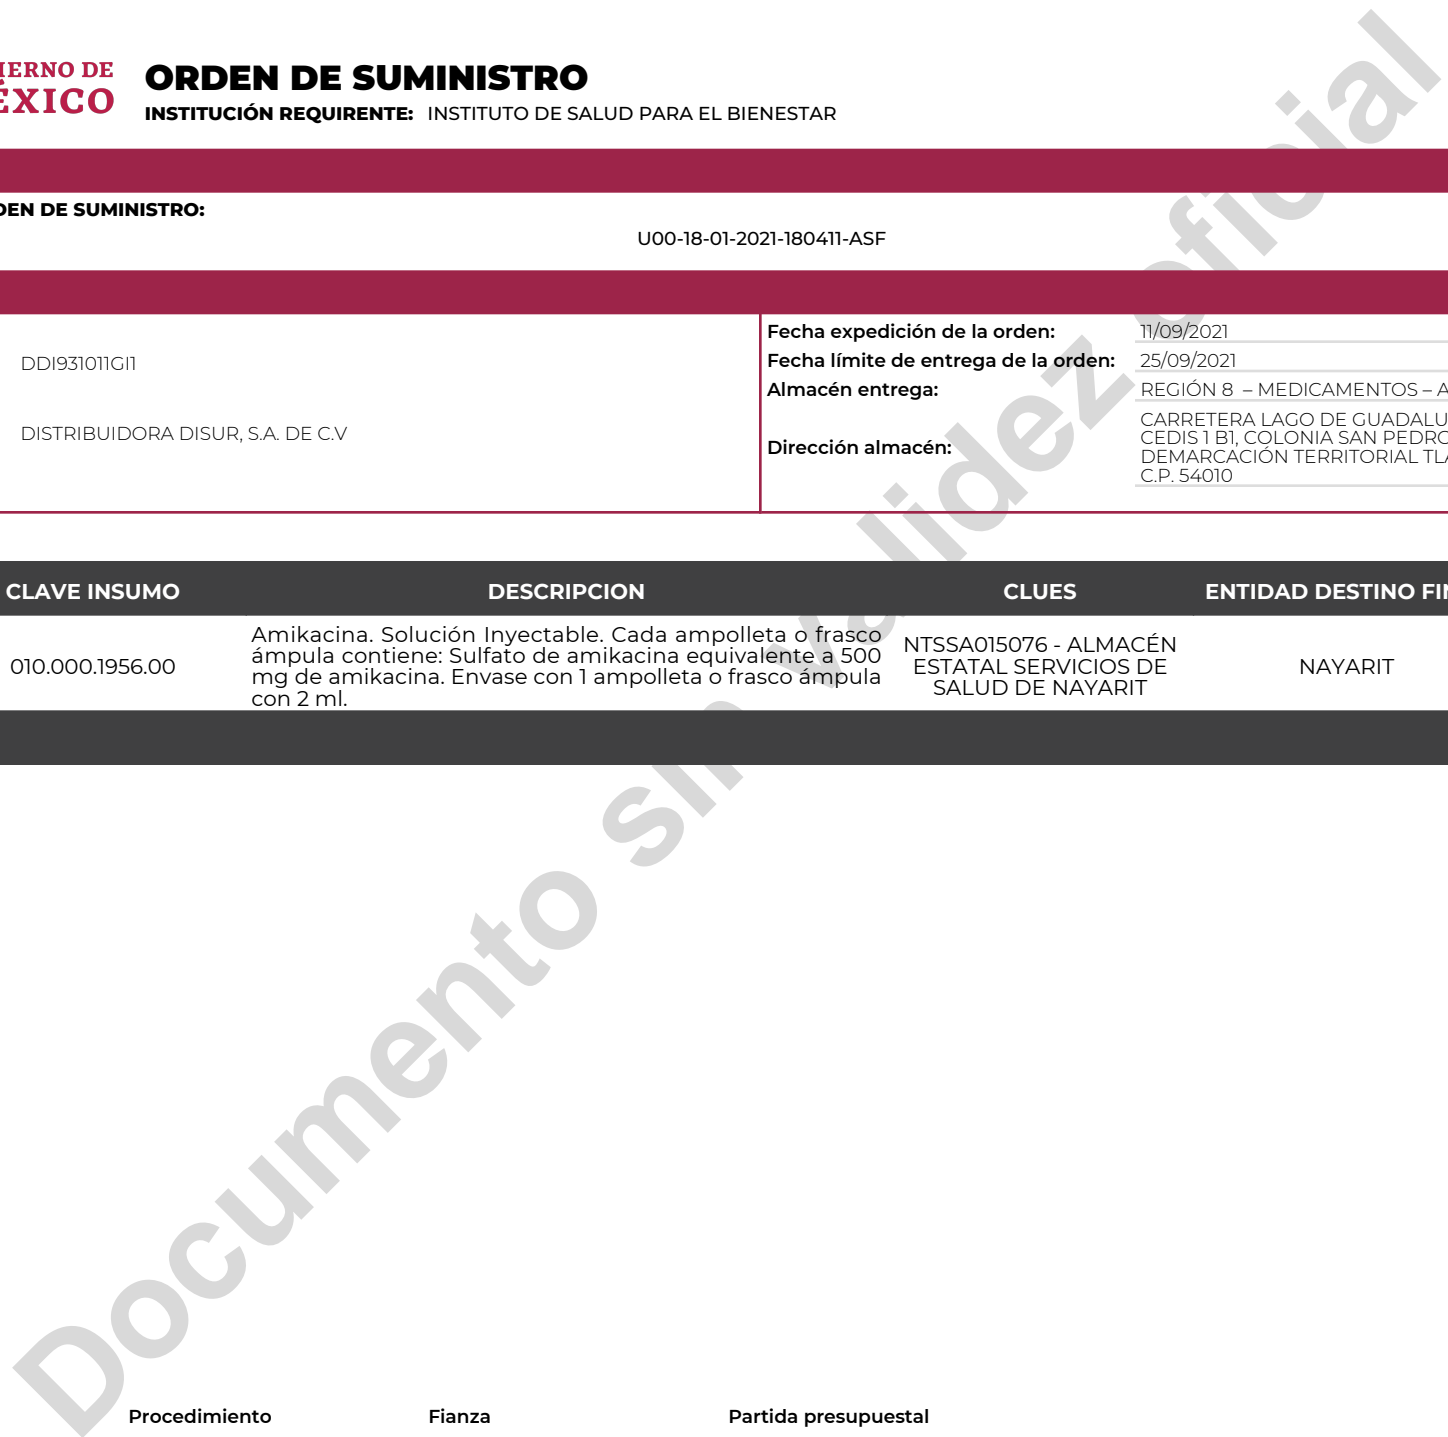 IERNO DE
ÉXICO
ORDEN DE SUMINISTRO
INSTITUCIÓN REQUIRENTE: INSTITUTO DE SALUD PARA EL BIENESTAR
DEN DE SUMINISTRO:
U00-18-01-2021-180411-ASF
DDI931011GI1
DISTRIBUIDORA DISUR, S.A. DE C.V
Fecha expedición de la orden: 11/09/2021
Fecha límite de entrega de la orden: 25/09/2021
Almacén entrega: REGIÓN 8 – MEDICAMENTOS – A
Dirección almacén:
CARRETERA LAGO DE GUADALU
CEDIS 1 B1, COLONIA SAN PEDRO
DEMARCACIÓN TERRITORIAL TLA
C.P. 54010
CLAVE INSUMO DESCRIPCION CLUES ENTIDAD DESTINO FIN
010.000.1956.00
Amikacina. Solución Inyectable. Cada ampolleta o frasco
ámpula contiene: Sulfato de amikacina equivalente a 500
mg de amikacina. Envase con 1 ampolleta o frasco ámpula
con 2 ml.
NTSSA015076 - ALMACÉN
ESTATAL SERVICIOS DE
SALUD DE NAYARIT
NAYARIT
Documento sin validez oficial
Procedimiento Fianza Partida presupuestal